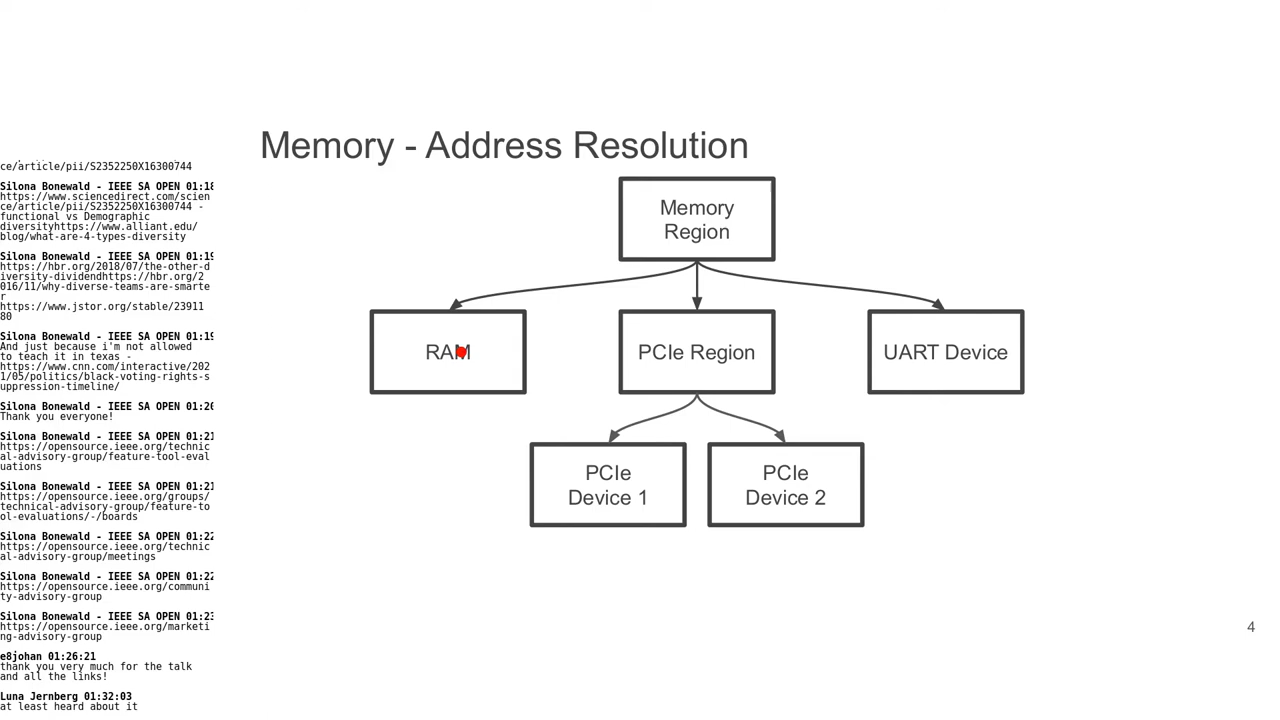 Memory - Address Resolution
Memory
Region
RAM
PCIe Region
UART Device
PCIe
Device 1
PCIe
Device 2
4
ce/article/pii/S2352250X16300744
Silona Bonewald - IEEE SA OPEN 01:18
https://www.sciencedirect.com/scien
ce/article/pii/S2352250X16300744 -
functional vs Demographic
diversityhttps://www.alliant.edu/
blog/what-are-4-types-diversity
Silona Bonewald - IEEE SA OPEN 01:19
https://hbr.org/2018/07/the-other-d
iversity-dividendhttps://hbr.org/2
016/11/why-diverse-teams-are-smarte
r
https://www.jstor.org/stable/23911
80
Silona Bonewald - IEEE SA OPEN 01:19
And just because i'm not allowed
to teach it in texas -
https://www.cnn.com/interactive/202
1/05/politics/black-voting-rights-s
uppression-timeline/
Silona Bonewald - IEEE SA OPEN 01:20
Thank you everyone!
Silona Bonewald - IEEE SA OPEN 01:21
https://opensource.ieee.org/technic
al-advisory-group/feature-tool-eval
uations
Silona Bonewald - IEEE SA OPEN 01:21
https://opensource.ieee.org/groups/
technical-advisory-group/feature-to
ol-evaluations/-/boards
Silona Bonewald - IEEE SA OPEN 01:22
https://opensource.ieee.org/technic
al-advisory-group/meetings
Silona Bonewald - IEEE SA OPEN 01:22
https://opensource.ieee.org/communi
ty-advisory-group
Silona Bonewald - IEEE SA OPEN 01:23
https://opensource.ieee.org/marketi
ng-advisory-group
e8johan 01:26:21
thank you very much for the talk
and all the links!
Luna Jernberg 01:32:03
at least heard about it